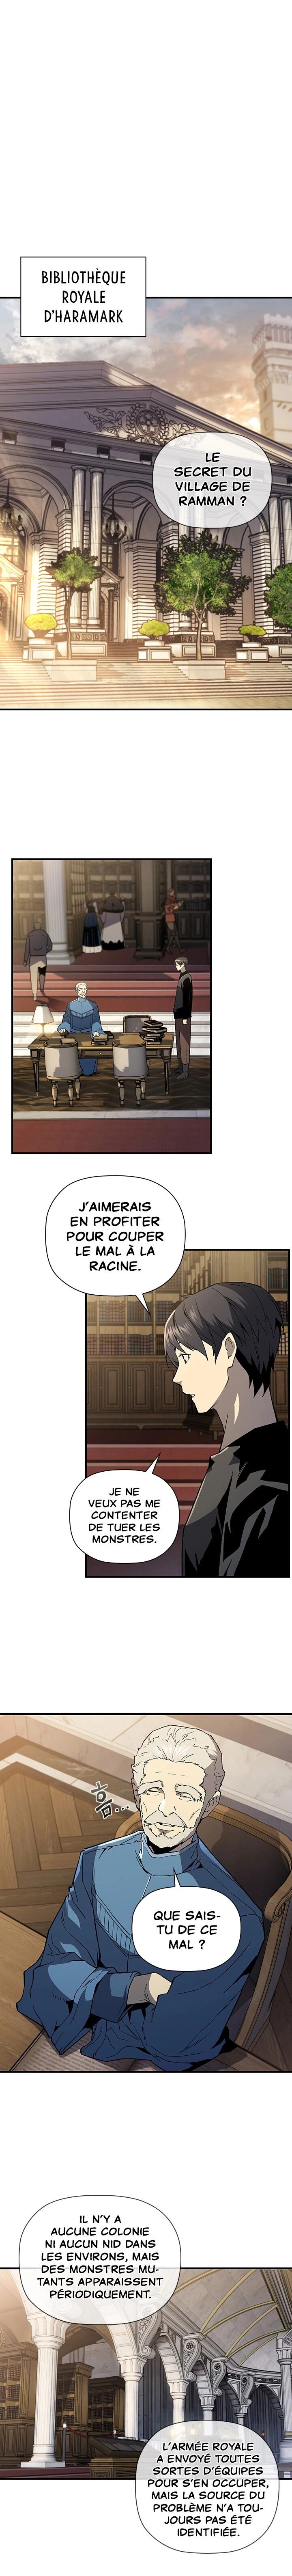 BIBLIOTHÈQUE
ROYALE
D'HARAMARK
LE
SECRET DU
VILLAGE DE
RAMMAN ?
J'AIMERAIS
EN PROFITER
POUR COUPER
LE MAL À LA
RACINE.
JE NE
VEUX PAS ME
CONTENTER
DE TUER LES
MONSTRES.
흠...
QUE SAIS-
TU DE CE
MAL ?
IL N'Y A
AUCUNE COLONIE
NI AUCUN NID DANS
LES ENVIRONS, MAIS
DES MONSTRES MU-
TANTS APPARAISSENT
PÉRIODIQUEMENT.
L'ARMÉE ROYALE
A ENVOYÉ TOUTES
SORTES D'ÉQUIPES
POUR S'EN OCCUPER,
MAIS LA SOURCE DU
PROBLÈME N'A TOU-
JOURS PAS ÉTÉ
IDENTIFIÉE.